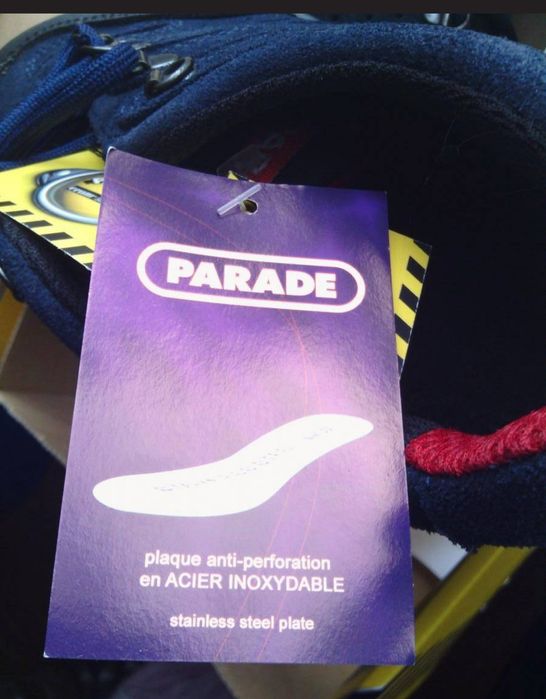 PARADE
plaque anti-perforation
en ACIER INOXYDABLE
stainless steel plate